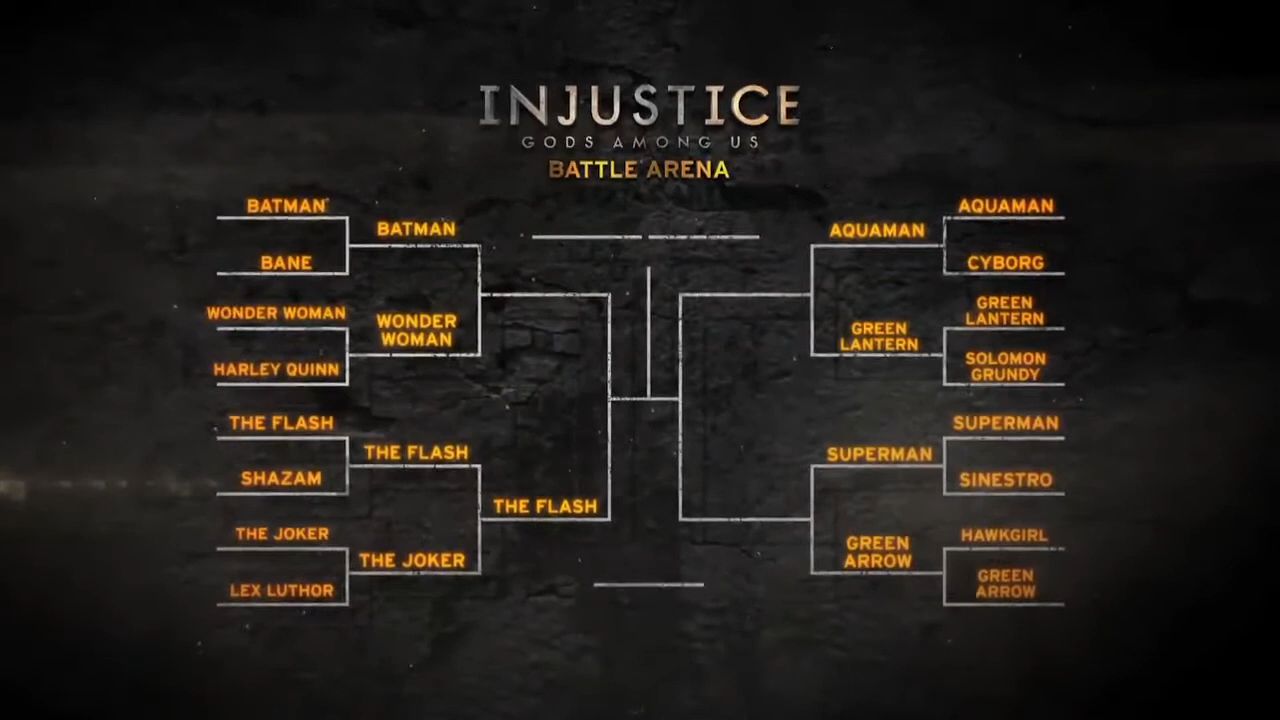 INJUSTICE
GODS AMONG US
BATTLE ARENA
BATMAN
BANE
WONDER WOMAN
HARLEY QUINN
THE FLASH
SHAZAM
THE JOKER
LEX LUTHOR
BATMAN
WONDER
WOMAN
THE FLASH
THE JOKER
THE FLASH
AQUAMAN
GREEN
LANTERN
SUPERMAN
GREEN
ARROW
AQUAMAN
CYBORG
GREEN
LANTERN
SOLOMON
GRUNDY
SUPERMAN
SINESTRO
HAWKGIRL
GREEN
ARROW